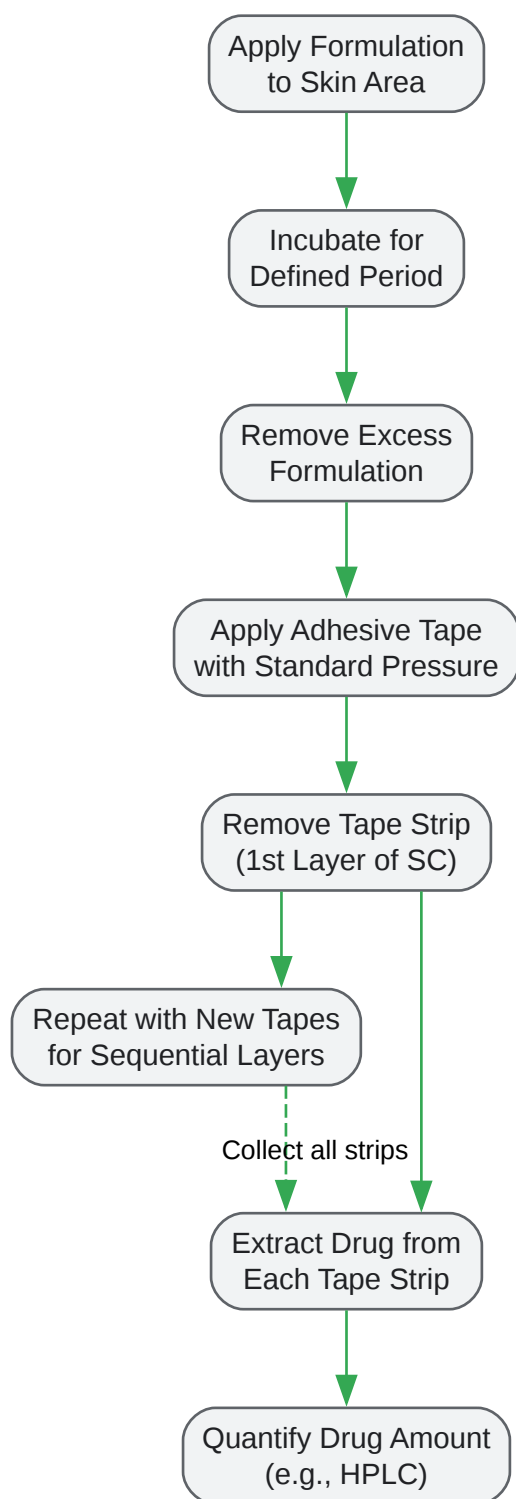 Apply Formulation
to Skin Area
Incubate for
Defined Period
Remove Excess
Formulation
Apply Adhesive Tape
with Standard Pressure
Remove Tape Strip
(1st Layer of SC)
Repeat with New Tapes
for Sequential Layers
Collect all strips
Extract Drug from
Each Tape Strip
Quantify Drug Amount
(e.g., HPLC)